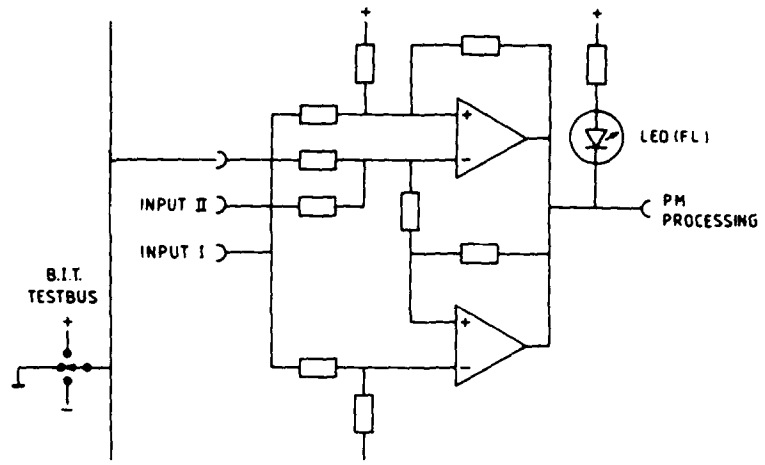 +
+
+
-
LED (FL)
INPUT II
PM
PROCESSING
INPUT I
B.I.T.
TESTBUS
+
+
-
-